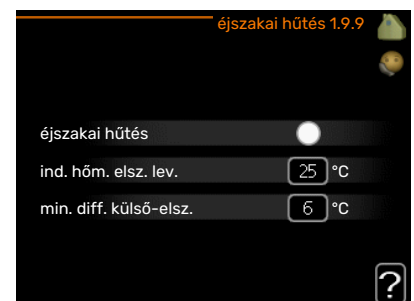 éjszakai hűtés 1.9.9
éjszakai hűtés
ind. hőm. elsz. lev. 25 °C
min. diff. külső-elsz. 6 °C
?